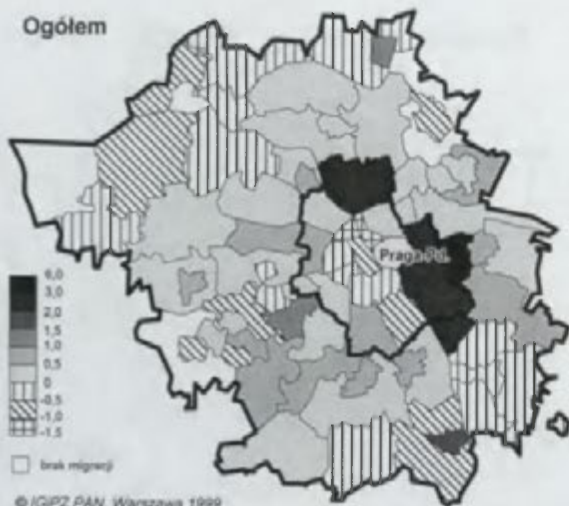 Ogółem
Praga Pd.
6,0
3,0
2,0
1,5
1,0
0,5
0
-0,5
-1,0
-1,5
brak migracji
© IGiPZ PAN, Warszawa 1999